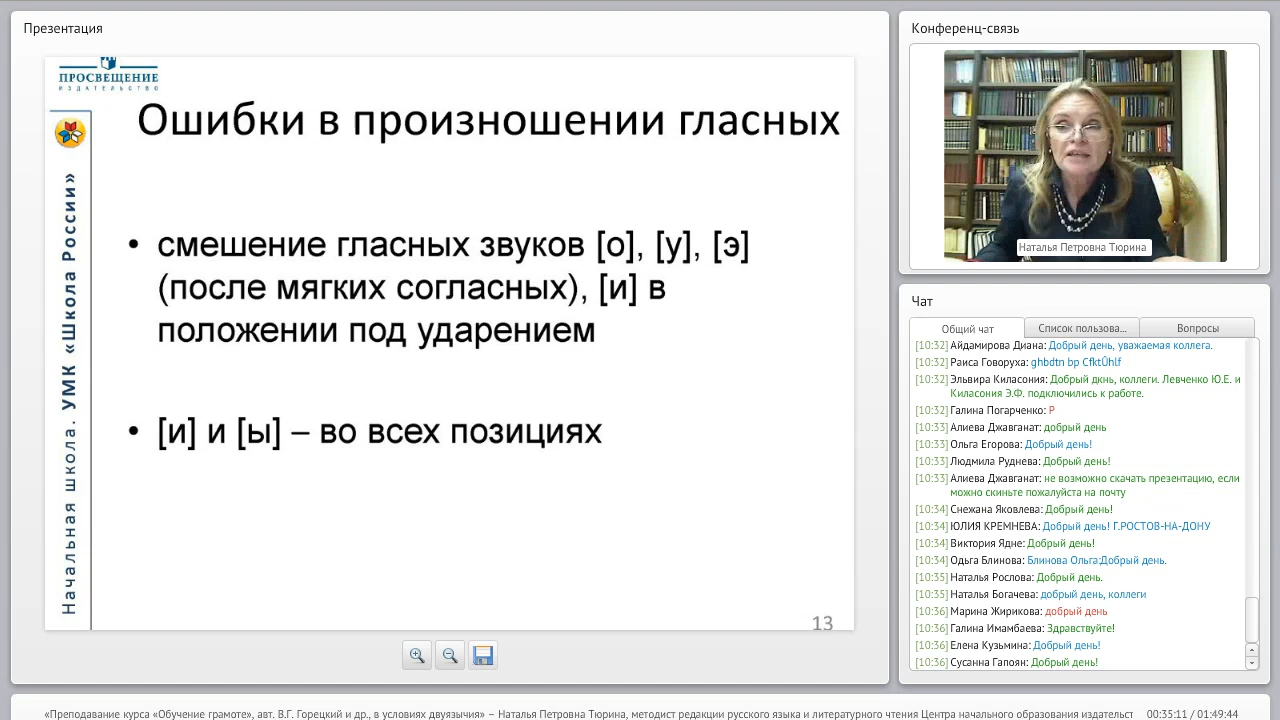 Презентация
ПРОСВЕЩЕНИЕ
ИЗДАТЕЛЬСТВО
Ошибки в произношении гласных
Начальная школа. УМК «Школа России»
• смешение гласных звуков [о], [у], [э]
(после мягких согласных), [и] в
положении под ударением
• [и] и [ы] – во всех позициях
13
Конференц-связь
Наталья Петровна Тюрина
Чат
Общий чат
Список пользова...
Вопросы
[10:32] Айдамирова Диана: Добрый день, уважаемая коллега.
[10:32] Раиса Говоруха: ghbdtn bp CfktÛhlf
[10:32] Эльвира Киласония: Добрый дкнь, коллеги. Левченко Ю.Е. и
Киласония Э.Ф. подключились к работе.
[10:32] Галина Погарченко: Р
[10:33] Алиева Джавганат: добрый день
[10:33] Ольга Егорова: Добрый день!
[10:33] Людмила Руднева: Добрый день!
[10:33] Алиева Джавганат: не возможно скачать презентацию, если
можно скиньте пожалуйста на почту
[10:34] Снежана Яковлева: Добрый день!
[10:34] ЮЛИЯ КРЕМНЕВА: Добрый день! Г.РОСТОВ-НА-ДОНУ
[10:34] Виктория Ядне: Добрый день!
[10:34] Одьга Блинова: Блинова Ольга:Добрый день.
[10:35] Наталья Рослова: Добрый день.
[10:35] Наталья Богачева: добрый день, коллеги
[10:36] Марина Жирикова: добрый день
[10:36] Галина Имамбаева: Здравствуйте!
[10:36] Елена Кузьмина: Добрый день!
[10:36] Сусанна Гапоян: Добрый день!
«Преподавание курса «Обучение грамоте», авт. В.Г. Горецкий и др., в условиях двуязычия» – Наталья Петровна Тюрина, методист редакции русского языка и литературного чтения Центра начального образования издательст
00:35:11 / 01:49:44